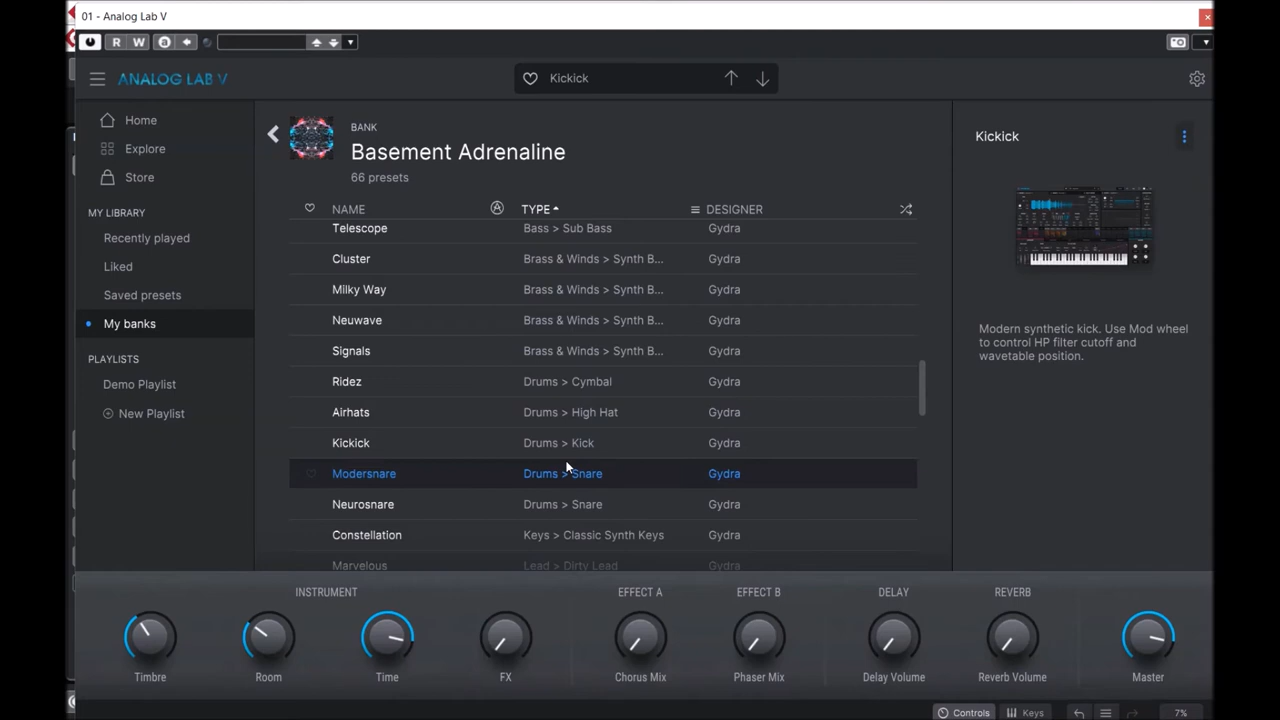 01 - Analog Lab V
R W
ANALOG LAB V
Kickick
Home
Explore
Store
MY LIBRARY
Recently played
Liked
Saved presets
My banks
PLAYLISTS
Demo Playlist
New Playlist
BANK
Basement Adrenaline
66 presets
NAME TYPE DESIGNER
Telescope Bass > Sub Bass Gydra
Cluster Brass & Winds > Synth B... Gydra
Milky Way Brass & Winds > Synth B... Gydra
Neuwave Brass & Winds > Synth B... Gydra
Signals Brass & Winds > Synth B... Gydra
Ridez Drums > Cymbal Gydra
Airhats Drums > High Hat Gydra
Kickick Drums > Kick Gydra
Modersnare Drums > Snare Gydra
Neurosnare Drums > Snare Gydra
Constellation Keys > Classic Synth Keys Gydra
Marvelous Lead > Dirty Lead Gydra
Kickick
Modern synthetic kick. Use Mod wheel
to control HP filter cutoff and
wavetable position.
INSTRUMENT EFFECT A EFFECT B DELAY REVERB
Timbre Room Time FX Chorus Mix Phaser Mix Delay Volume Reverb Volume Master
Controls Keys 7%